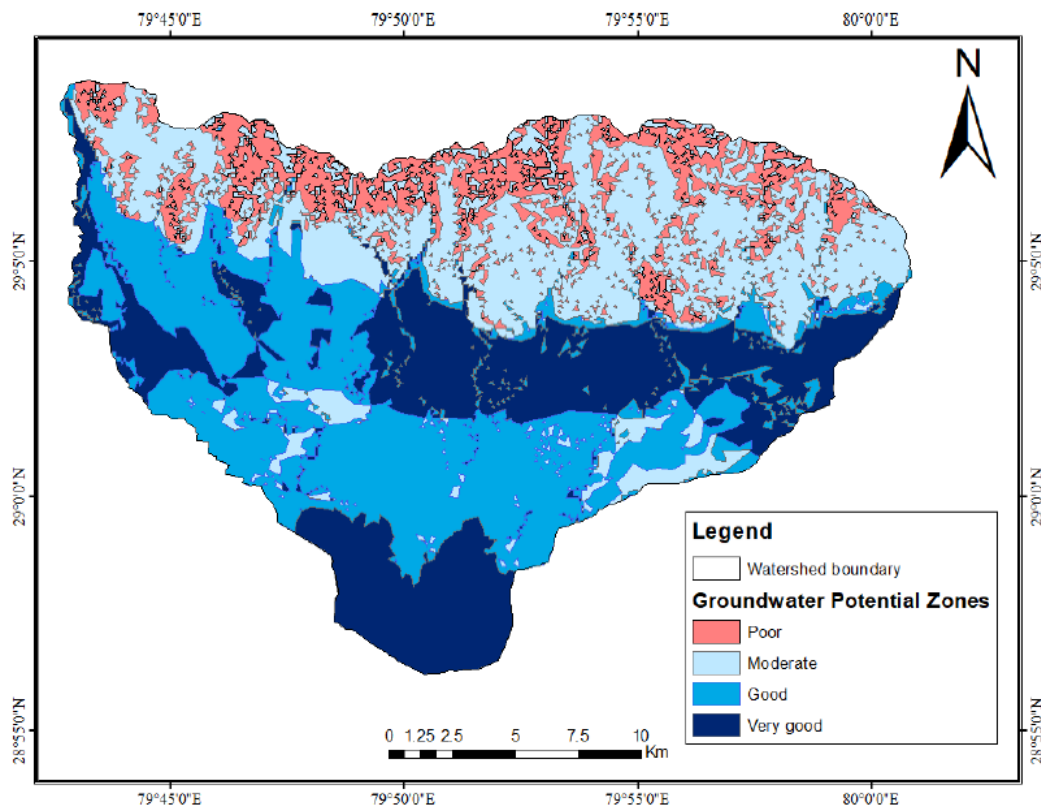 79°45'0"E 79°50'0"E 79°55'0"E 80°0'0"E
N
29°5'0"N 29°5'0"N
29°0'0"N 29°0'0"N
Legend
Watershed boundary
Groundwater Potential Zones
Poor
Moderate
Good
Very good
28°55'0"N 28°55'0"N
0 1.25 2.5 5 7.5 10
Km
79°45'0"E 79°50'0"E 79°55'0"E 80°0'0"E